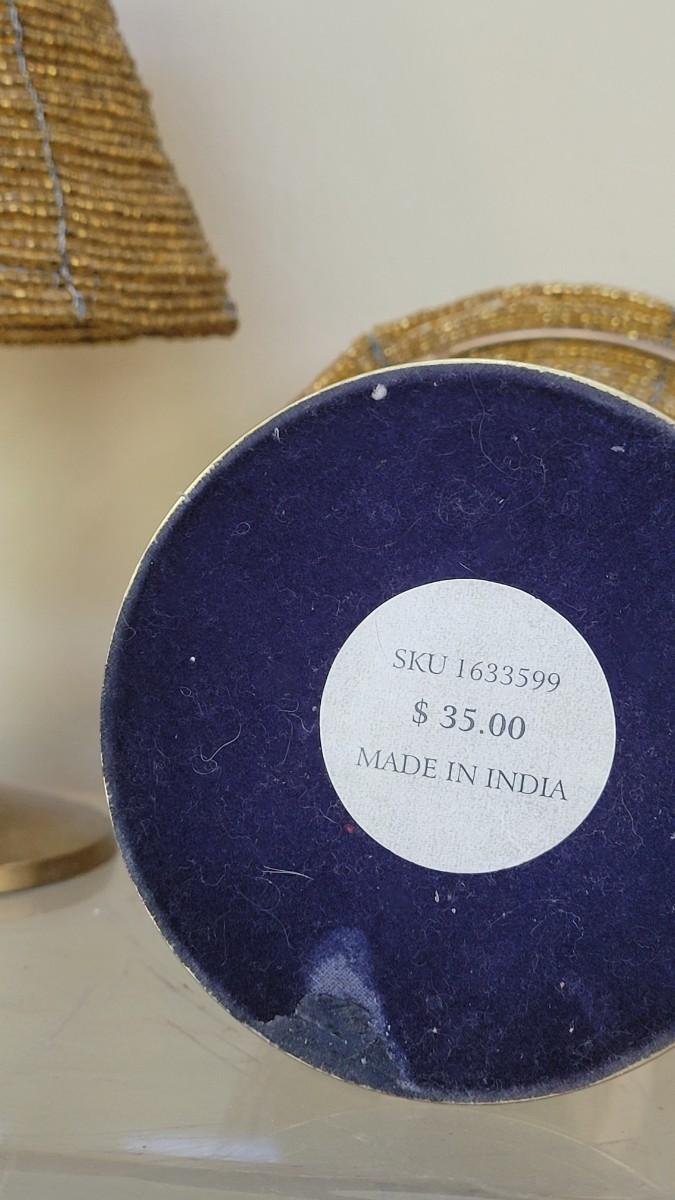 SKU 1633599
$ 35.00
MADE IN INDIA